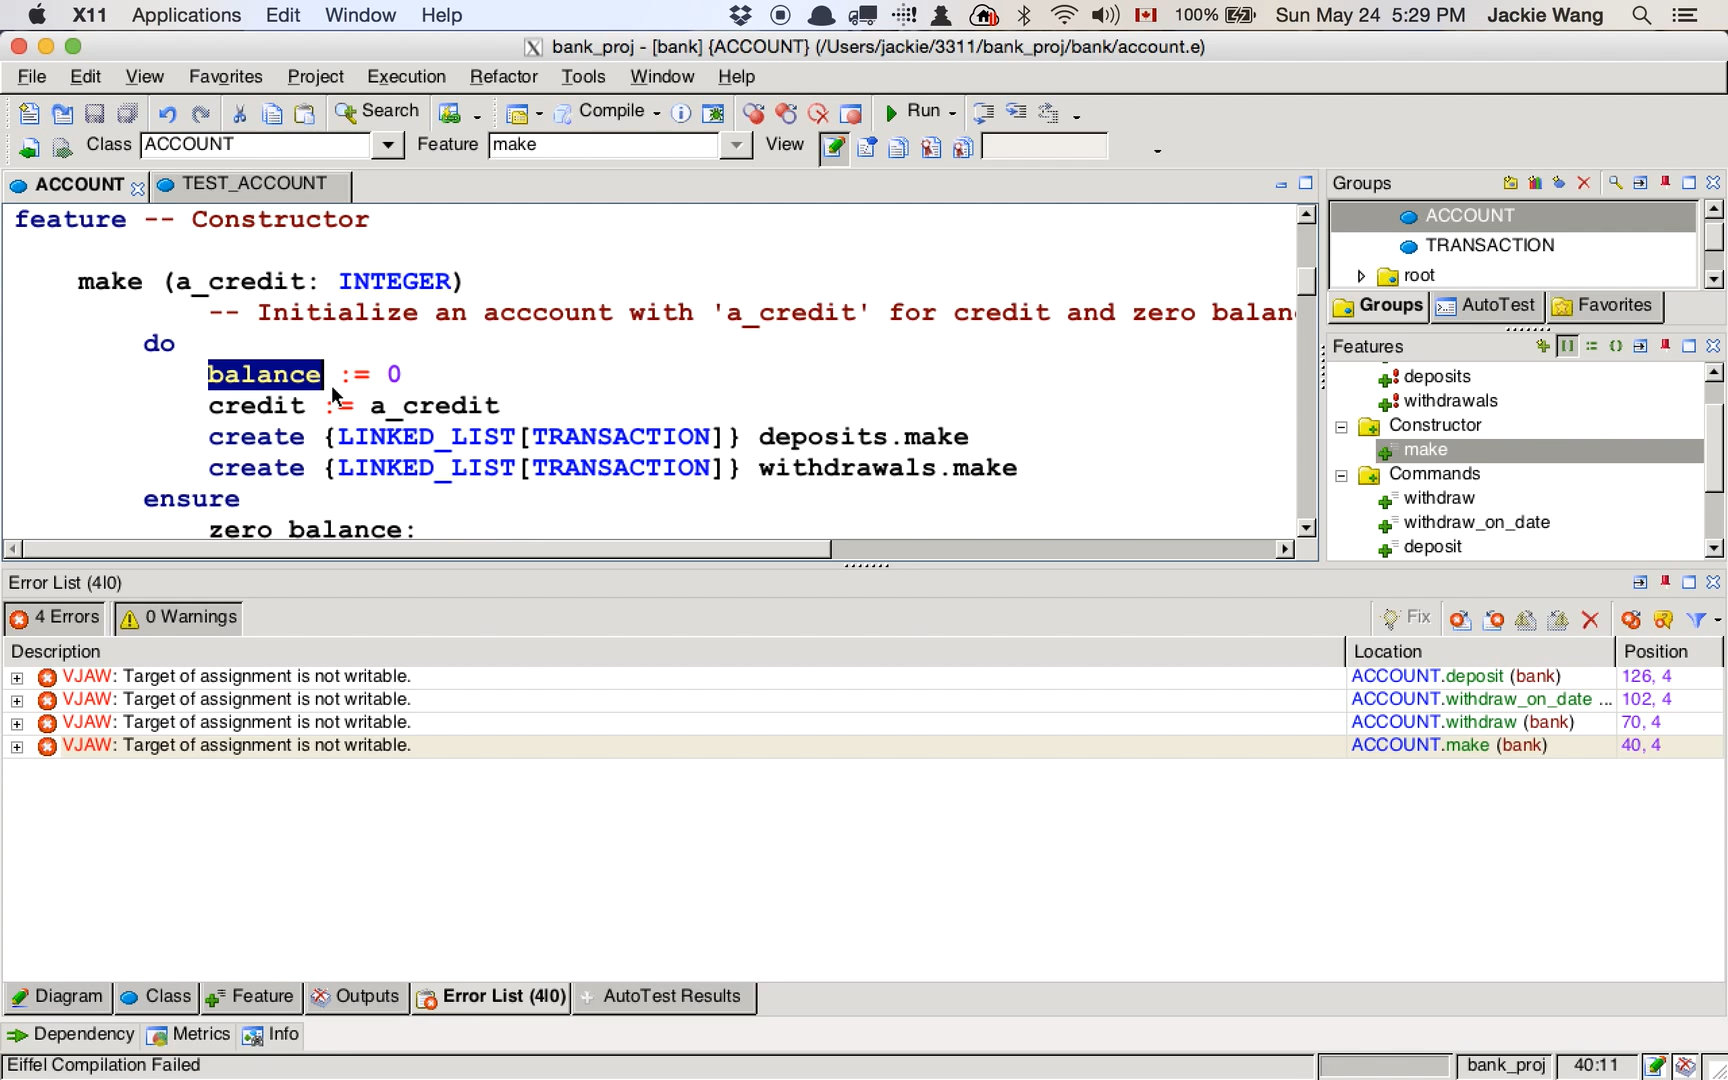 X11 Applications Edit Window Help 100% Sun May 24 5:29 PM Jackie Wang
bank_proj - [bank] {ACCOUNT} (/Users/jackie/3311/bank_proj/bank/account.e)
File Edit View Favorites Project Execution Refactor Tools Window Help
Search Compile Run
Class ACCOUNT Feature make View
ACCOUNT TEST_ACCOUNT
feature -- Constructor
make (a_credit: INTEGER)
-- Initialize an acccount with 'a_credit' for credit and zero balan
do
balance := 0
credit := a_credit
create {LINKED_LIST[TRANSACTION]} deposits.make
create {LINKED_LIST[TRANSACTION]} withdrawals.make
ensure
zero balance:
Groups
ACCOUNT
TRANSACTION
root
Groups AutoTest Favorites
Features
deposits
withdrawals
Constructor
make
Commands
withdraw
withdraw_on_date
deposit
Error List (4|0)
4 Errors 0 Warnings Fix
Description Location Position
VJAW: Target of assignment is not writable. ACCOUNT.deposit (bank) 126, 4
VJAW: Target of assignment is not writable. ACCOUNT.withdraw_on_date ... 102, 4
VJAW: Target of assignment is not writable. ACCOUNT.withdraw (bank) 70, 4
VJAW: Target of assignment is not writable. ACCOUNT.make (bank) 40, 4
Diagram Class Feature Outputs Error List (4|0) AutoTest Results
Dependency Metrics Info
Eiffel Compilation Failed bank_proj 40:11